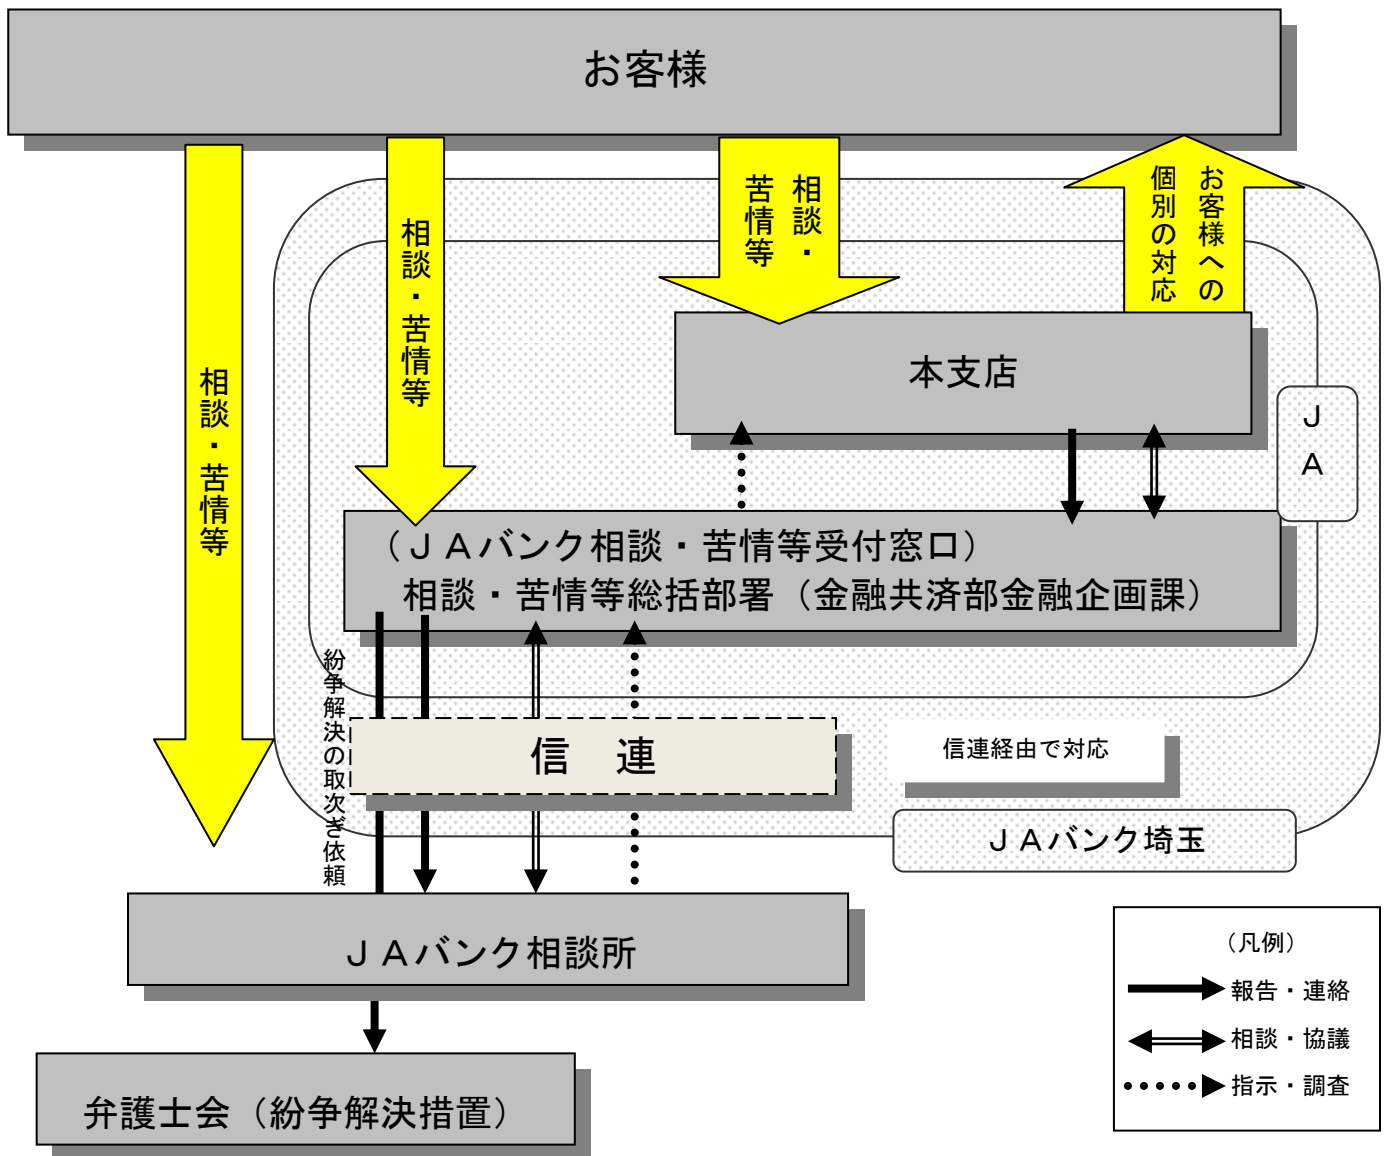 お客様
相談・苦情等
相談・苦情等
相談・
苦情等
お客様への
個別の対応
本支店
ＪＡ
（ＪＡバンク相談・苦情等受付窓口）
相談・苦情等総括部署（金融共済部金融企画課）
紛争解決の取次ぎ依頼
信　連
信連経由で対応
ＪＡバンク埼玉
ＪＡバンク相談所
弁護士会（紛争解決措置）
（凡例）
報告・連絡
相談・協議
指示・調査